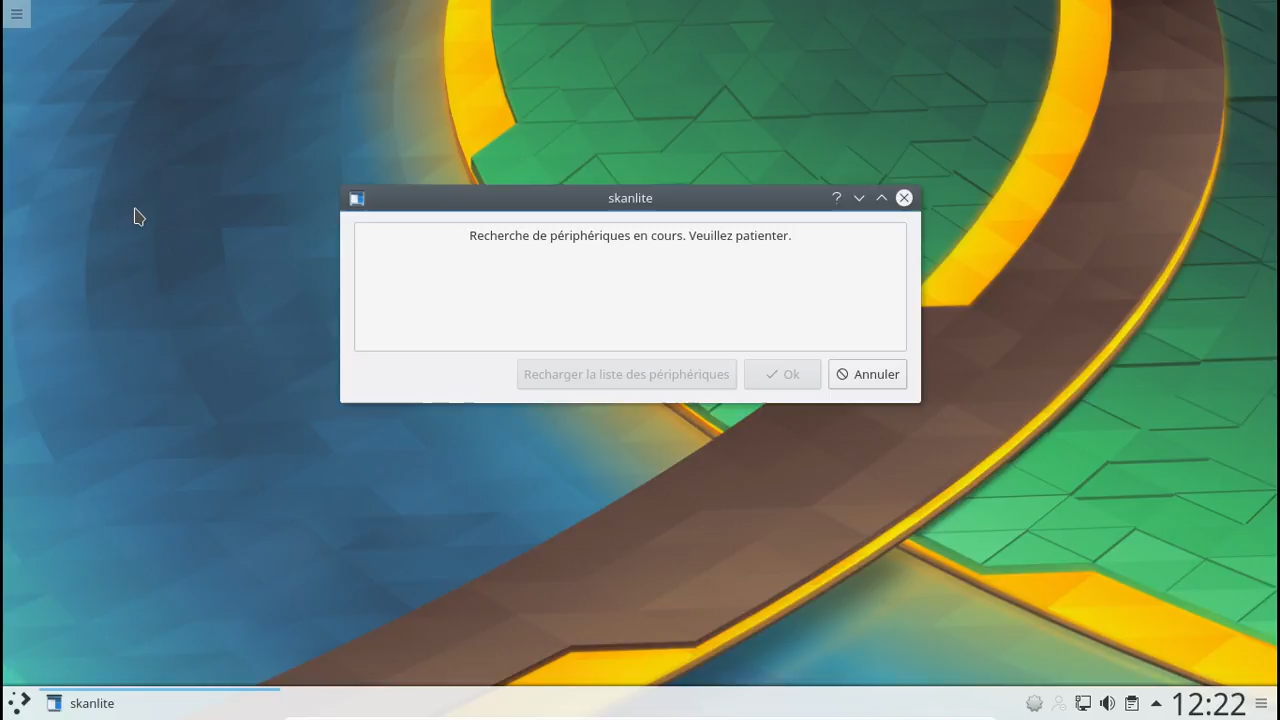 skanlite
Recherche de périphériques en cours. Veuillez patienter.
Recharger la liste des périphériques
Ok
Annuler
skanlite
12:22